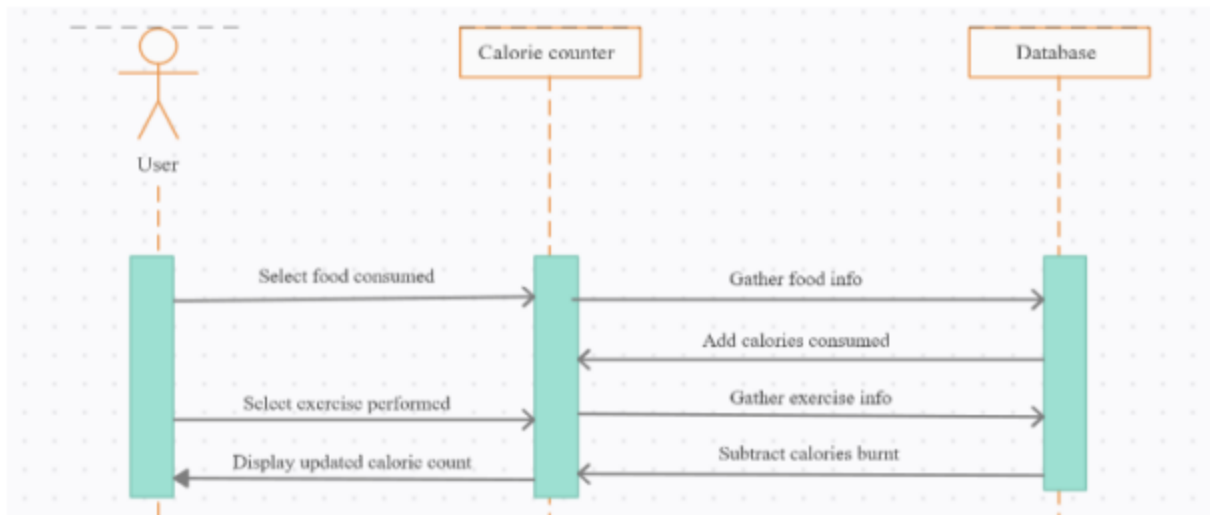 Calorie counter
Database
User
Select food consumed
Gather food info
Add calories consumed
Select exercise performed
Gather exercise info
Display updated calorie count
Subtract calories burnt